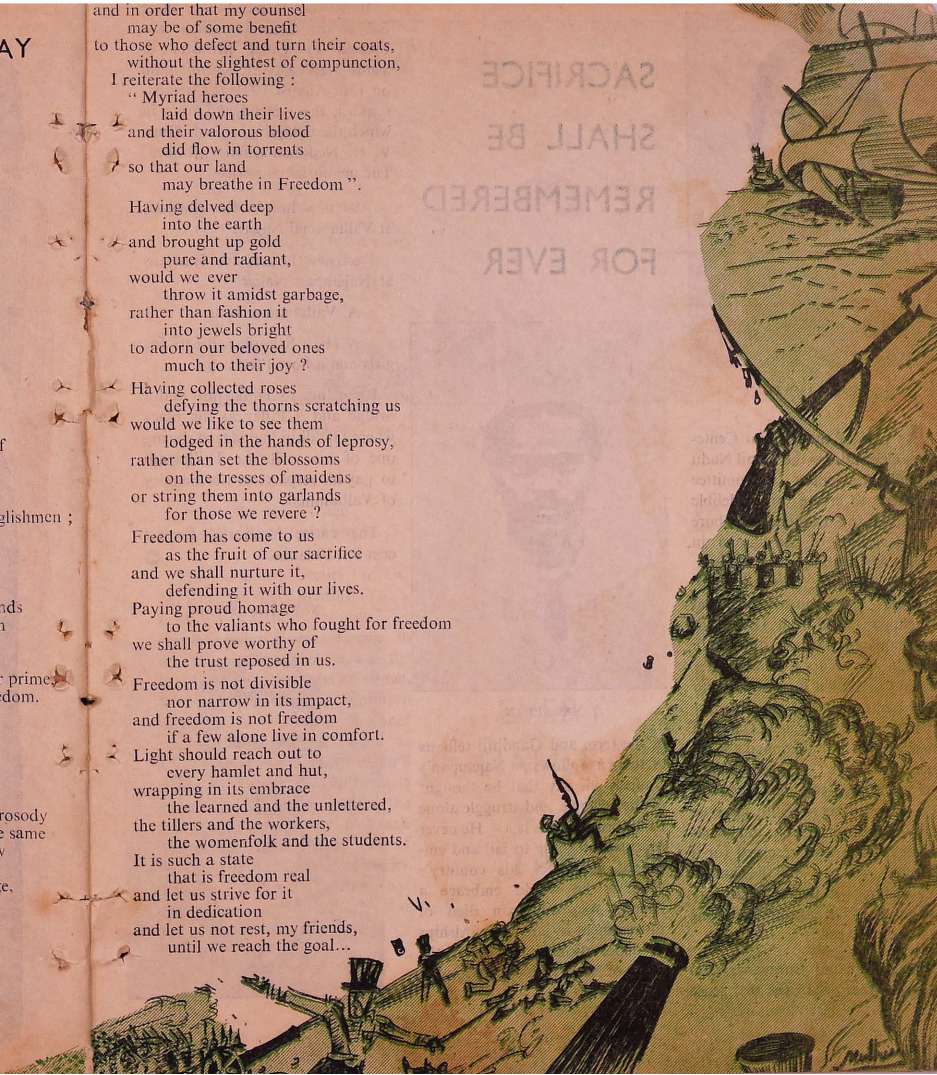 AY
f
glishmen ;
nds
n
r prime,
edom.
rosody
e same
w
te,
and in order that my counsel
may be of some benefit
to those who defect and turn their coats,
without the slightest of compunction,
I reiterate the following :
“ Myriad heroes
laid down their lives
and their valorous blood
did flow in torrents
so that our land
may breathe in Freedom ”.
Having delved deep
into the earth
and brought up gold
pure and radiant,
would we ever
throw it amidst garbage,
rather than fashion it
into jewels bright
to adorn our beloved ones
much to their joy ?
Having collected roses
defying the thorns scratching us
would we like to see them
lodged in the hands of leprosy,
rather than set the blossoms
on the tresses of maidens
or string them into garlands
for those we revere ?
Freedom has come to us
as the fruit of our sacrifice
and we shall nurture it,
defending it with our lives.
Paying proud homage
to the valiants who fought for freedom
we shall prove worthy of
the trust reposed in us.
Freedom is not divisible
nor narrow in its impact,
and freedom is not freedom
if a few alone live in comfort.
Light should reach out to
every hamlet and hut,
wrapping in its embrace
the learned and the unlettered,
the tillers and the workers,
the womenfolk and the students.
It is such a state
that is freedom real
and let us strive for it
in dedication
and let us not rest, my friends,
until we reach the goal...
SACRIFICE
SHALL BE
REMEMBERED
FOR EVER